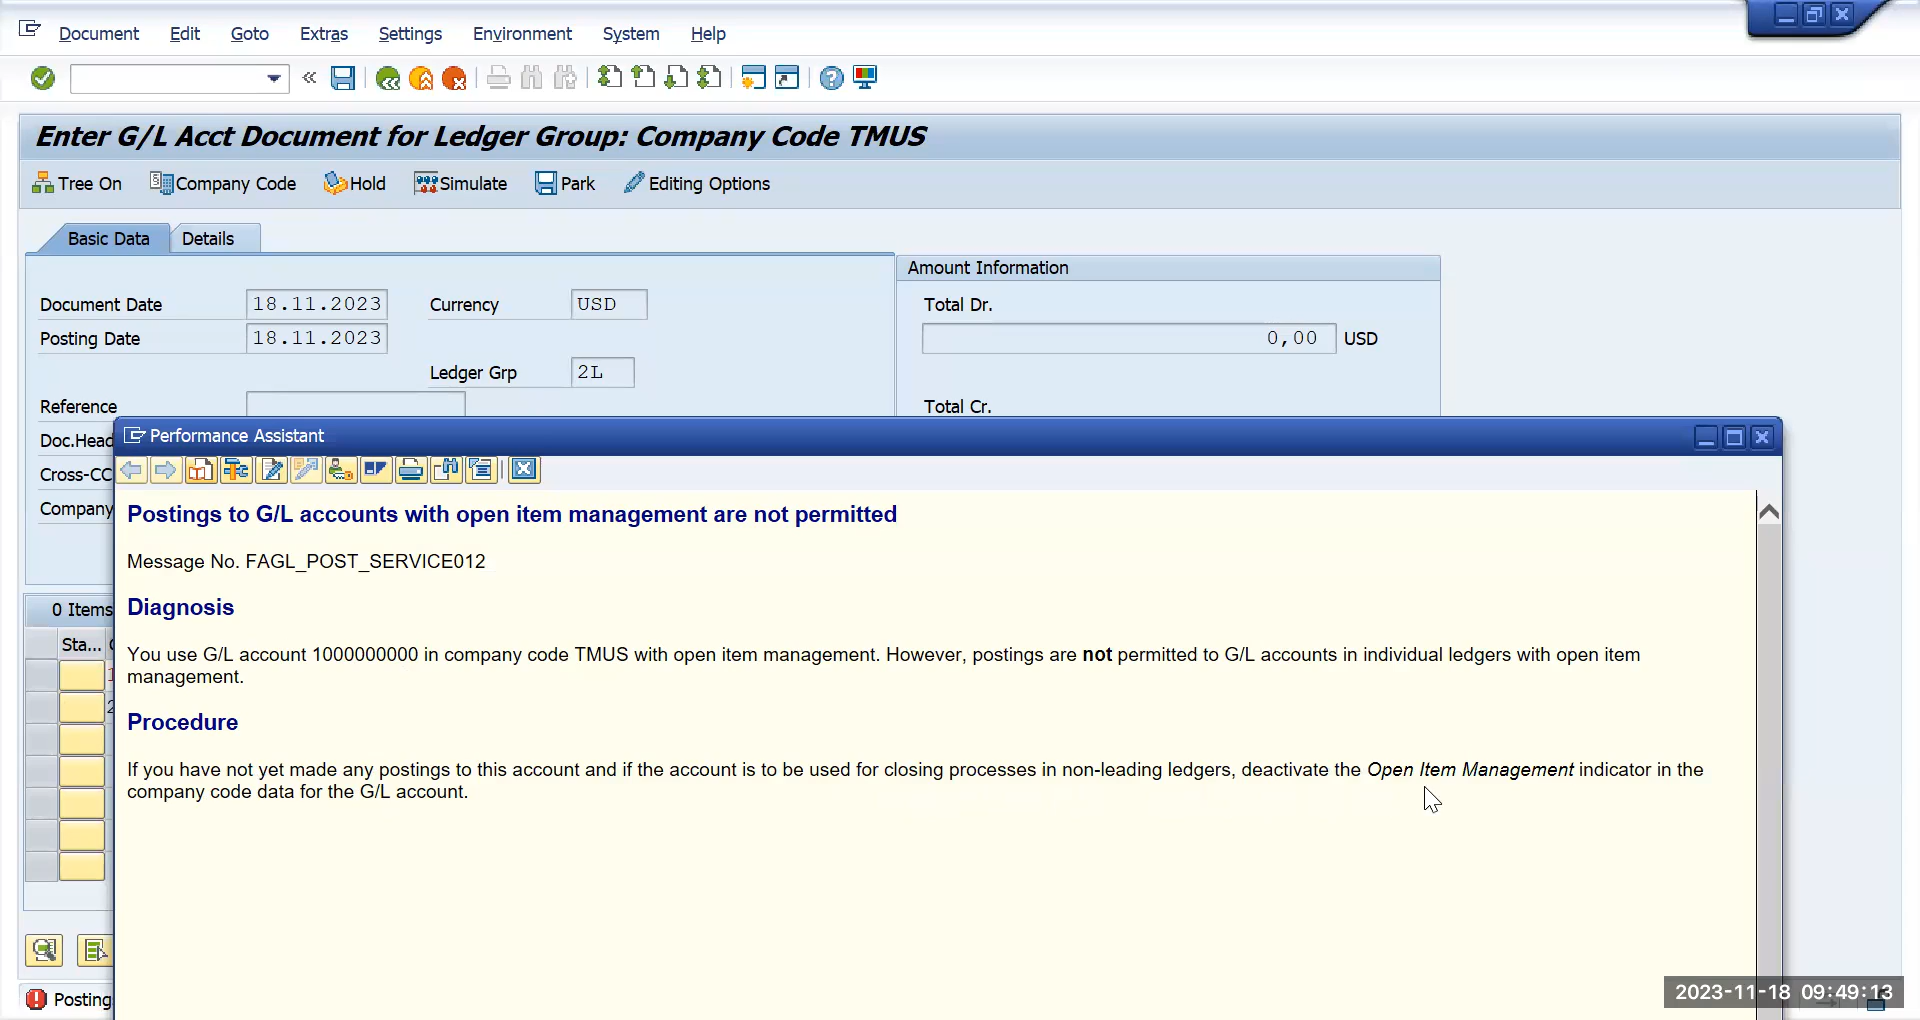 Document Edit Goto Extras Settings Environment System Help
Enter G/L Acct Document for Ledger Group: Company Code TMUS
Tree On Company Code Hold Simulate Park Editing Options
Basic Data Details
Amount Information
Document Date 18.11.2023 Currency USD Total Dr.
Posting Date 18.11.2023 0,00 USD
Ledger Grp 2L
Reference Total Cr.
Doc.Head
Cross-CC
Company
Performance Assistant
Postings to G/L accounts with open item management are not permitted
Message No. FAGL_POST_SERVICE012
Diagnosis
You use G/L account 1000000000 in company code TMUS with open item management. However, postings are not permitted to G/L accounts in individual ledgers with open item
management.
Procedure
If you have not yet made any postings to this account and if the account is to be used for closing processes in non-leading ledgers, deactivate the Open Item Management indicator in the
company code data for the G/L account.
0 Items
Sta...
Posting
2023-11-18 09:49:13